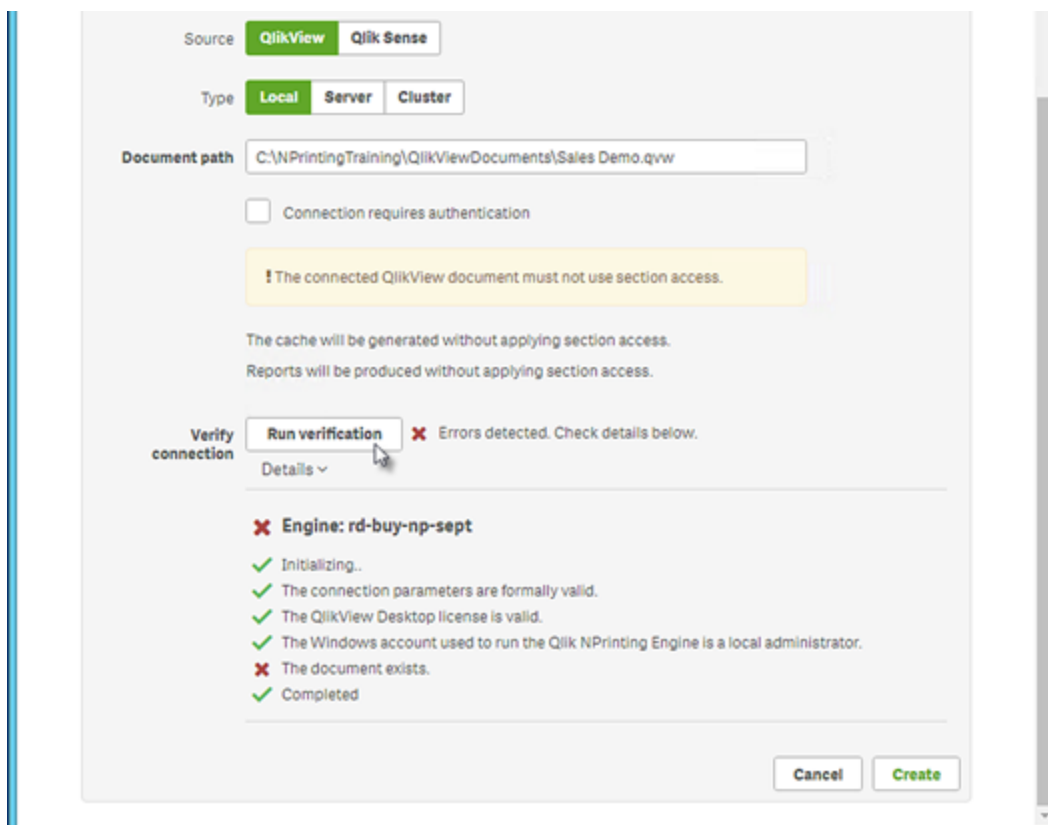 Source QlikView Qlik Sense
Type Local Server Cluster
Document path C:\NPrintingTraining\QlikViewDocuments\Sales Demo.qvw
Connection requires authentication
! The connected QlikView document must not use section access.
The cache will be generated without applying section access.
Reports will be produced without applying section access.
Verify connection Run verification Errors detected. Check details below.
Details
Engine: rd-buy-np-sept
Initializing..
The connection parameters are formally valid.
The QlikView Desktop license is valid.
The Windows account used to run the Qlik NPrinting Engine is a local administrator.
The document exists.
Completed
Cancel Create